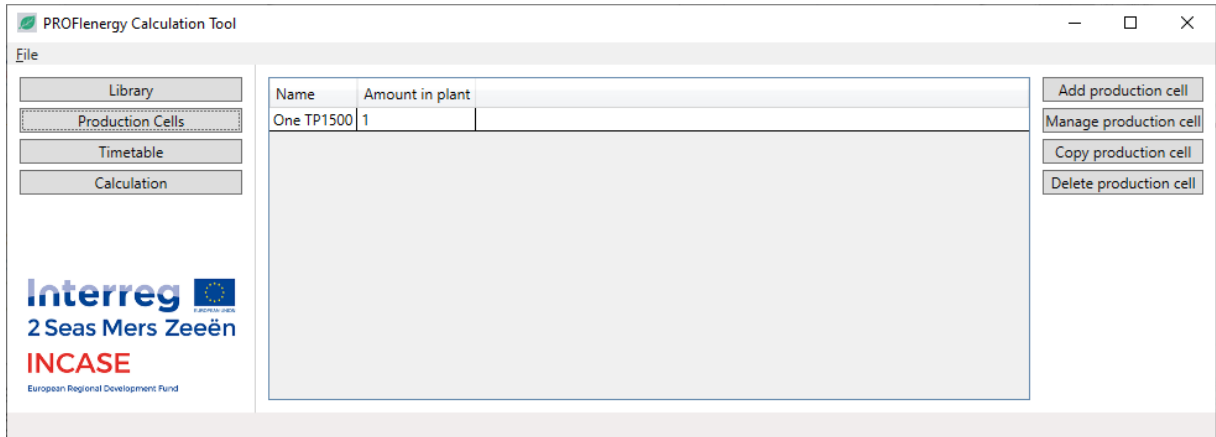 PROFIenergy Calculation Tool
File
Library
Production Cells
Timetable
Calculation
Name Amount in plant
One TP1500 1
Add production cell
Manage production cell
Copy production cell
Delete production cell
Interreg
EUROPEAN UNION
2 Seas Mers Zeeën
INCASE
European Regional Development Fund